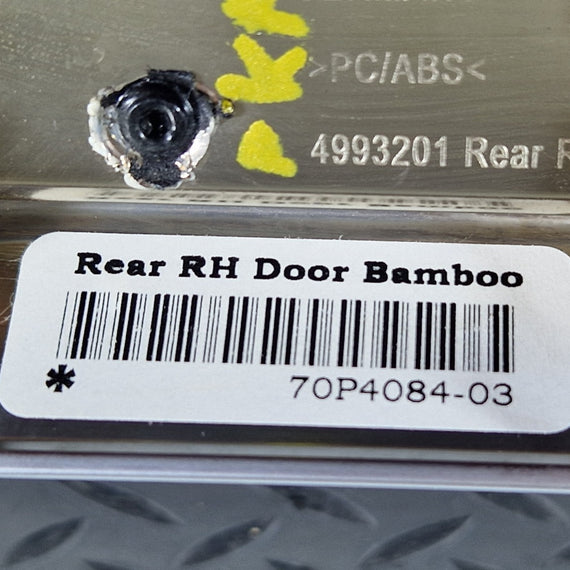 >PC/ABS<
4993201 Rear R
Rear RH Door Bamboo
* 70P4084-03